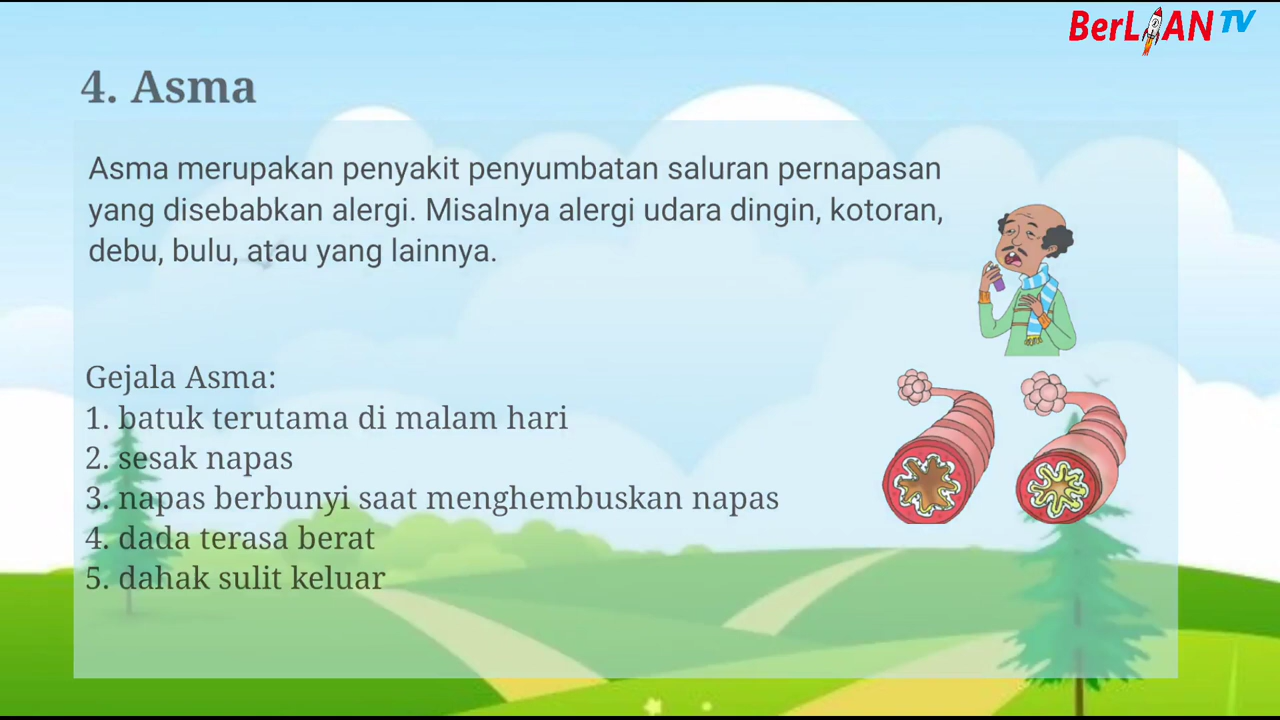 BerLIAN TV
4. Asma
Asma merupakan penyakit penyumbatan saluran pernapasan
yang disebabkan alergi. Misalnya alergi udara dingin, kotoran,
debu, bulu, atau yang lainnya.
Gejala Asma:
1. batuk terutama di malam hari
2. sesak napas
3. napas berbunyi saat menghembuskan napas
4. dada terasa berat
5. dahak sulit keluar